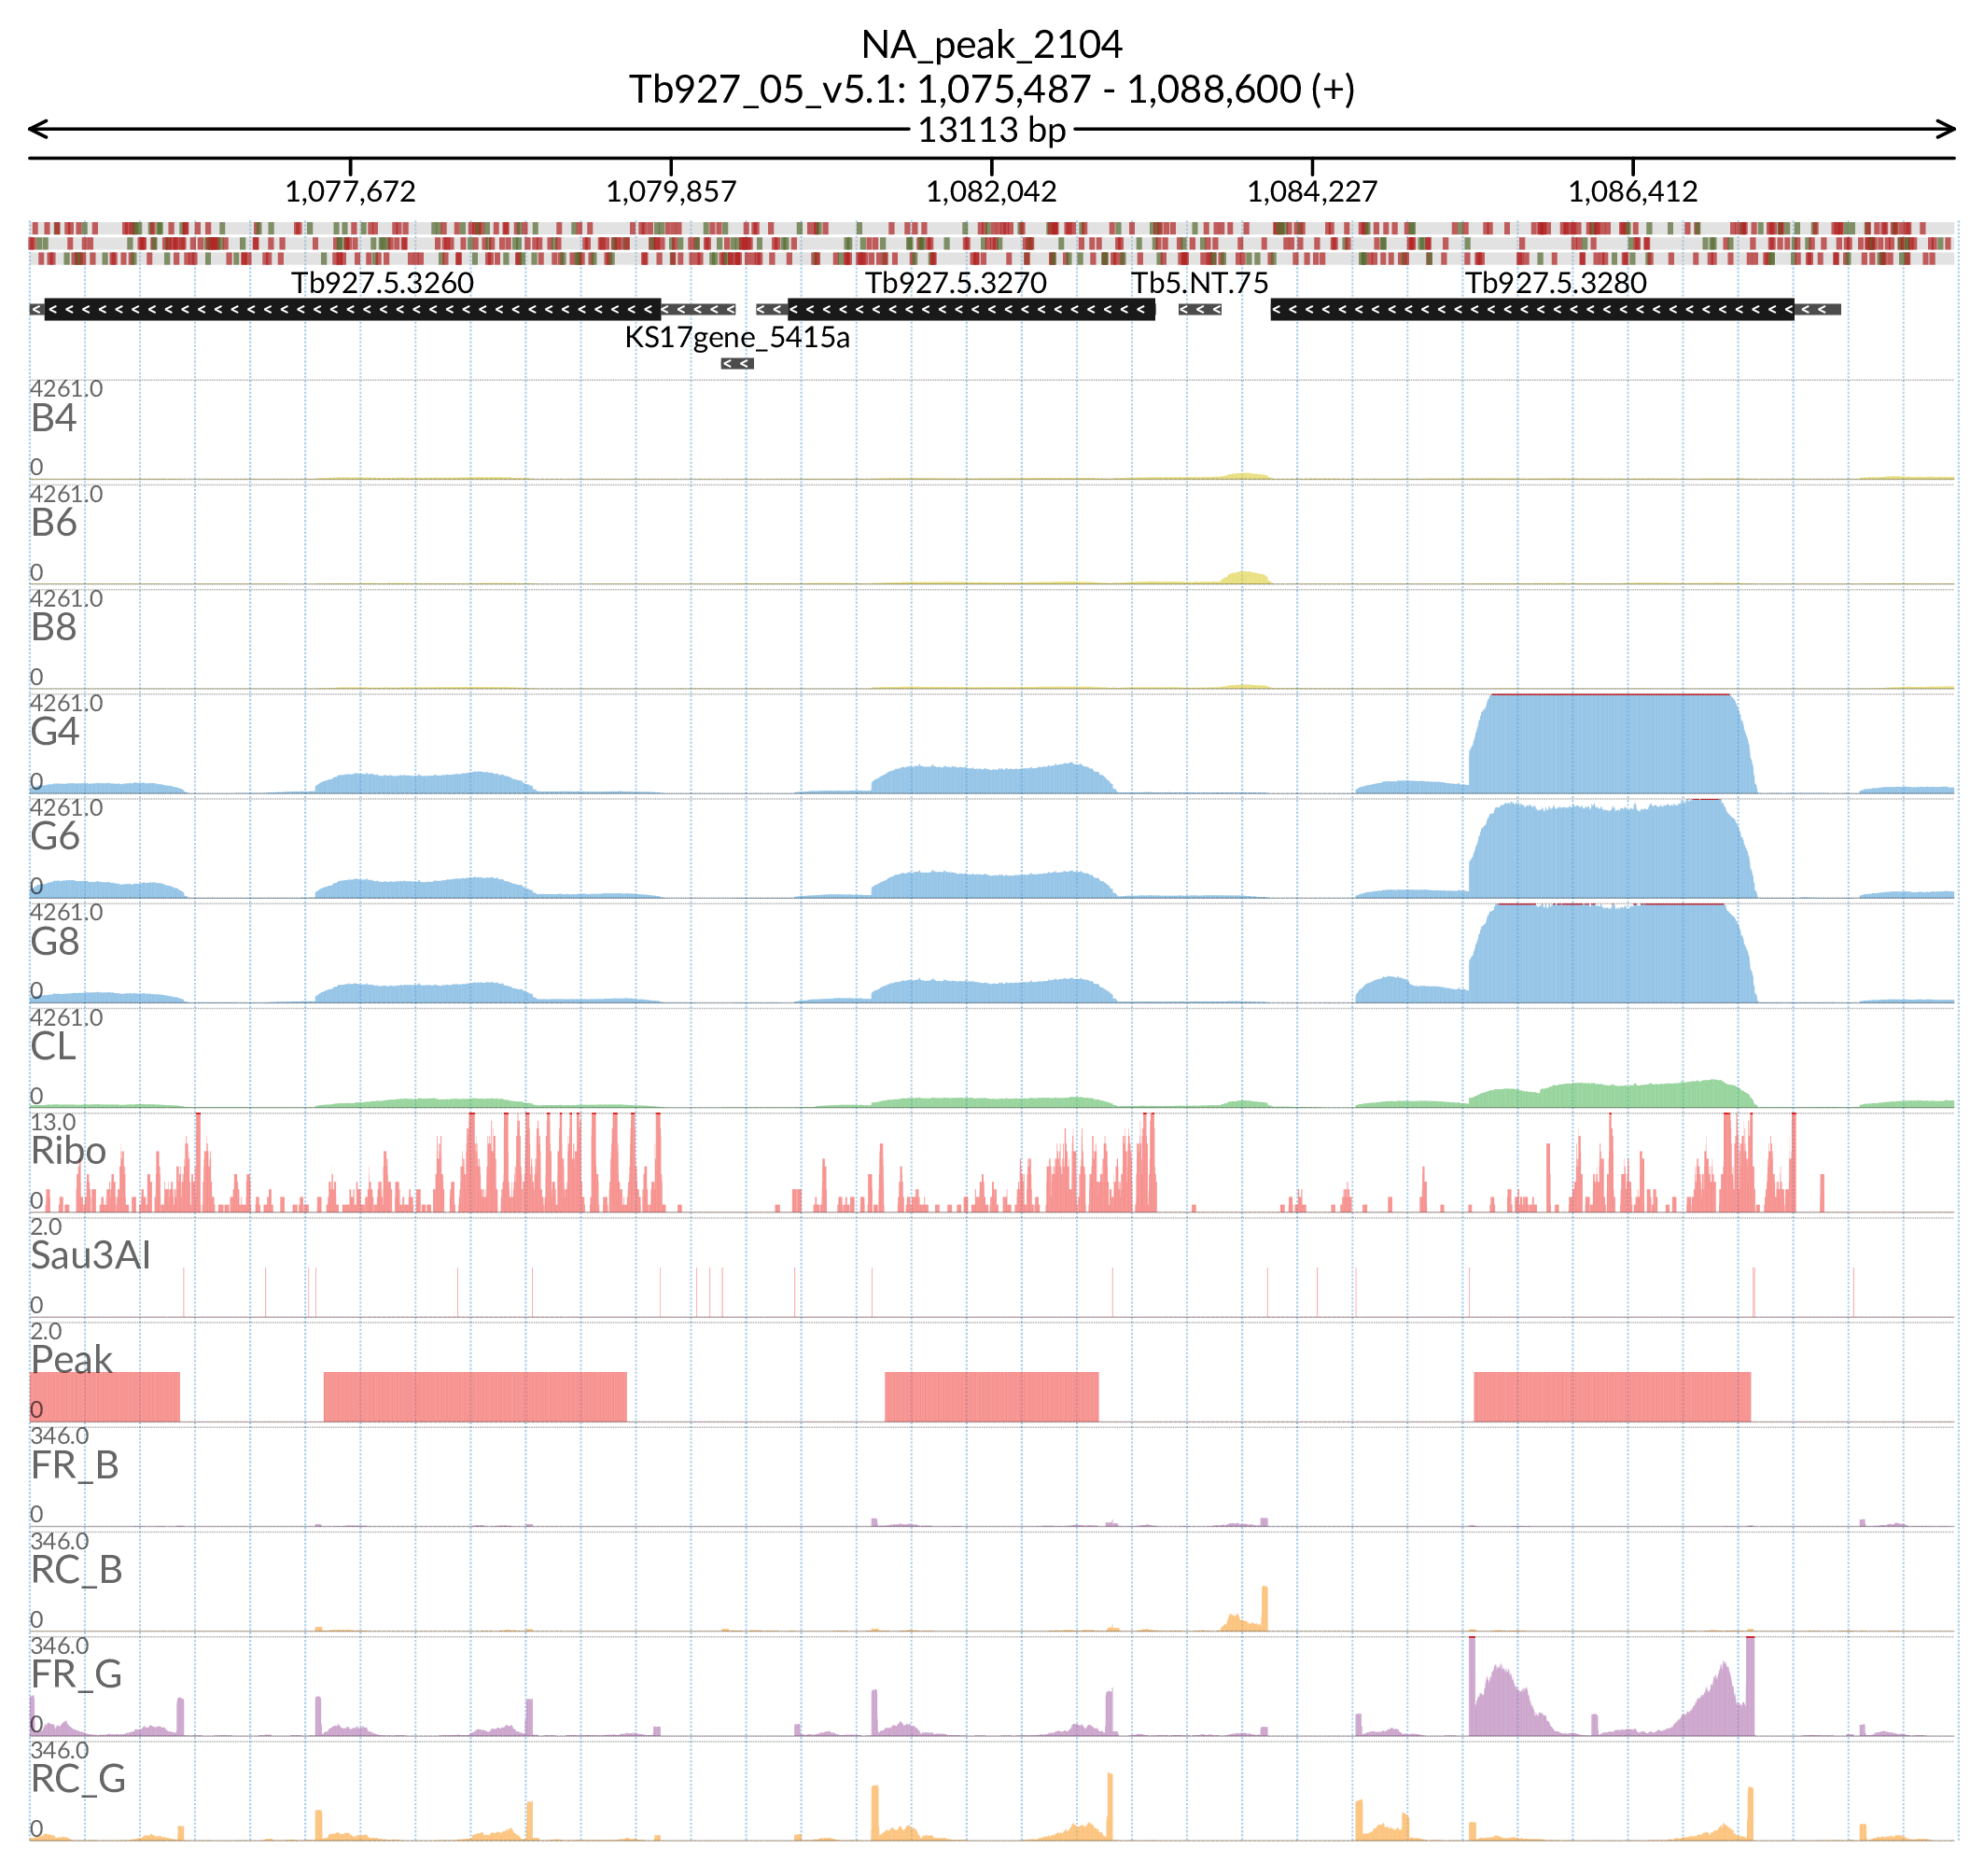 NA_peak_2104
Tb927_05_v5.1: 1,075,487 - 1,088,600 (+)
13113 bp
1,077,672 1,079,857 1,082,042 1,084,227 1,086,412
Tb927.5.3260 Tb927.5.3270 Tb5.NT.75 Tb927.5.3280
KS17gene_5415a
4261.0
B4
0
4261.0
B6
0
4261.0
B8
0
4261.0
G4
0
4261.0
G6
0
4261.0
G8
0
4261.0
CL
0
13.0
Ribo
0
2.0
Sau3AI
0
2.0
Peak
0
346.0
FR_B
0
346.0
RC_B
0
346.0
FR_G
0
346.0
RC_G
0